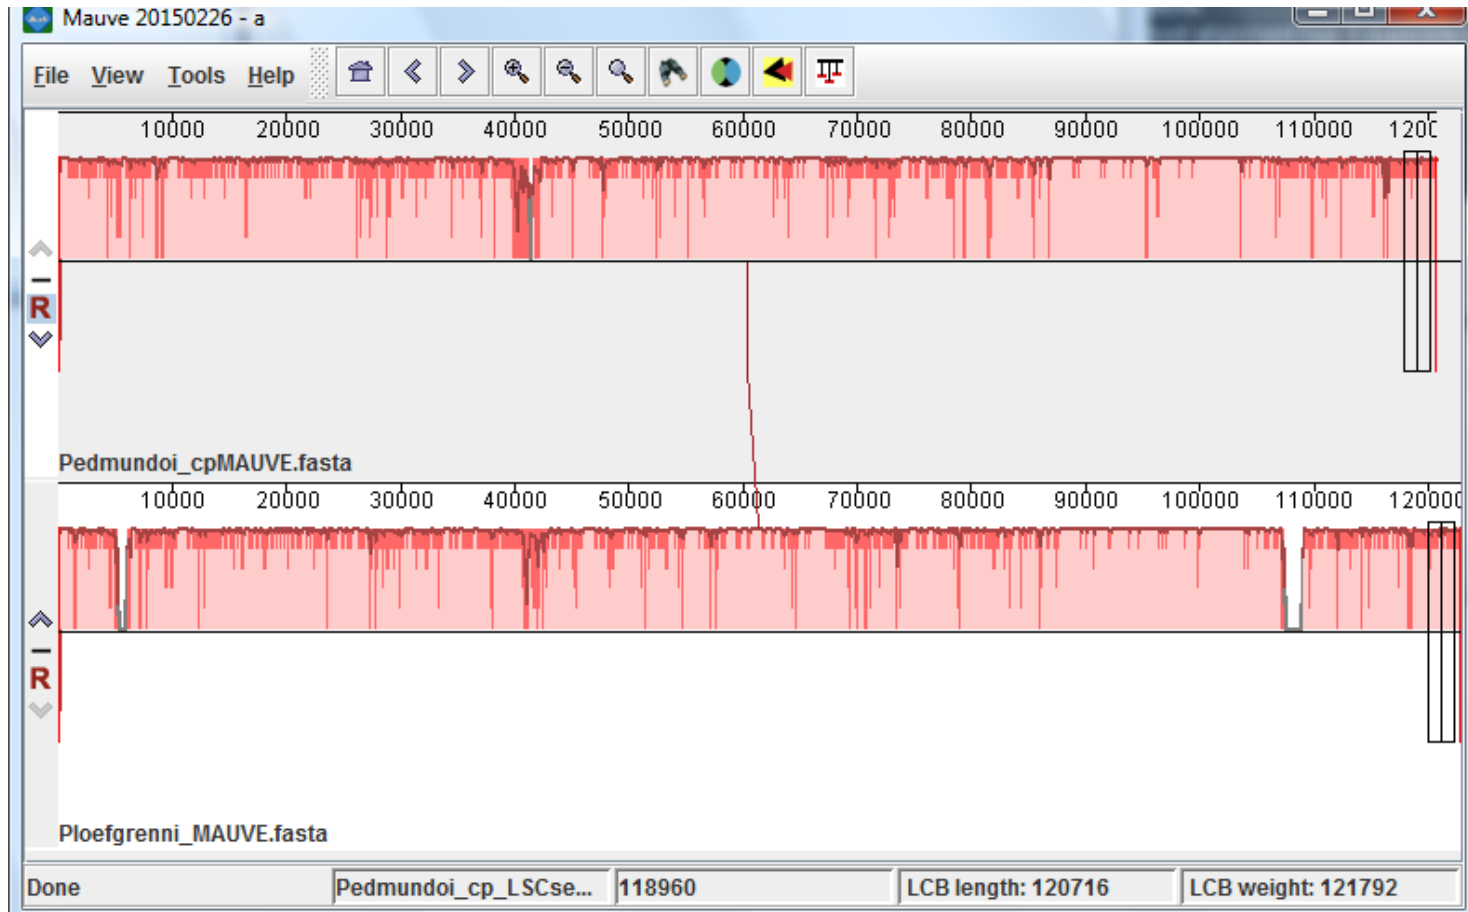 Mauve 20150226 - a
File View Tools Help
10000 20000 30000 40000 50000 60000 70000 80000 90000 100000 110000 120
R
Pedmundoi_cpMAUVE.fasta
10000 20000 30000 40000 50000 60000 70000 80000 90000 100000 110000 120000
R
Ploefgrenni_MAUVE.fasta
Done Pedmundoi_cp_LSCse... 118960 LCB length: 120716 LCB weight: 121792